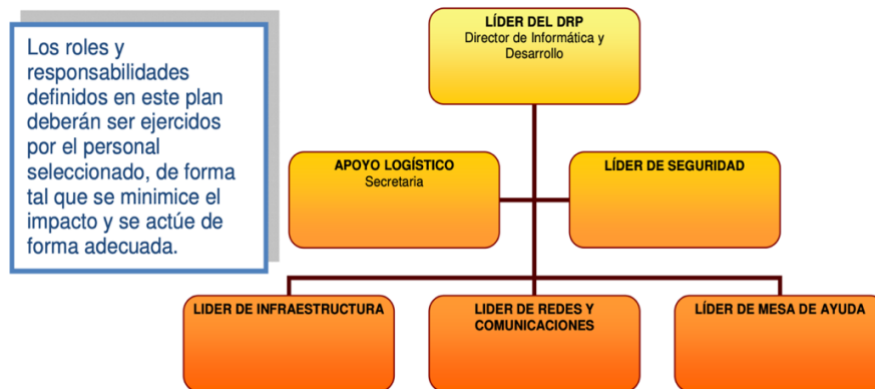 Los roles y
responsabilidades
definidos en este plan
deberán ser ejercidos
por el personal
seleccionado, de forma
tal que se minimice el
impacto y se actúe de
forma adecuada.
LÍDER DEL DRP
Director de Informática y
Desarrollo
APOYO LOGÍSTICO
Secretaria
LÍDER DE SEGURIDAD
LIDER DE INFRAESTRUCTURA
LIDER DE REDES Y
COMUNICACIONES
LÍDER DE MESA DE AYUDA